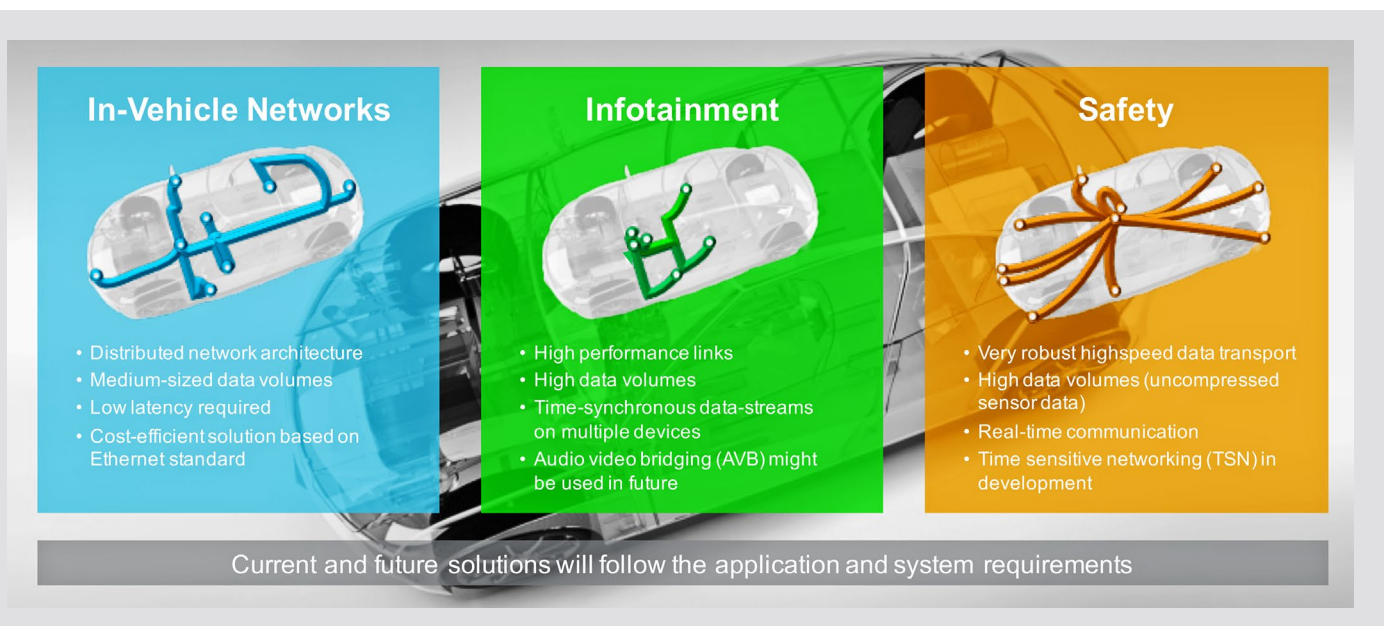 In-Vehicle Networks
• Distributed network architecture
• Medium-sized data volumes
• Low latency required
• Cost-efficient solution based on
Ethernet standard
Infotainment
• High performance links
• High data volumes
• Time-synchronous data-streams
on multiple devices
• Audio video bridging (AVB) might
be used in future
Safety
• Very robust highspeed data transport
• High data volumes (uncompressed
sensor data)
• Real-time communication
• Time sensitive networking (TSN) in
development
Current and future solutions will follow the application and system requirements